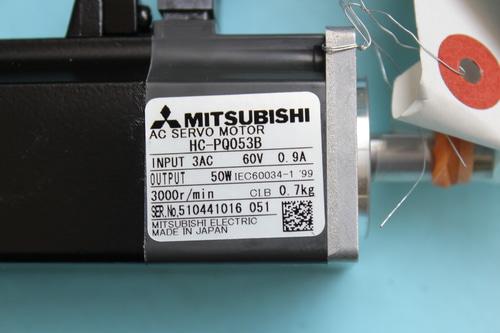 MITSUBISHI
AC SERVO MOTOR
HC-PQ053B
INPUT 3AC 60V 0.9A
OUTPUT 50W IEC60034-1 '99
3000r/min CI.B 0.7kg
SER.No.510441016 051
MITSUBISHI ELECTRIC
MADE IN JAPAN